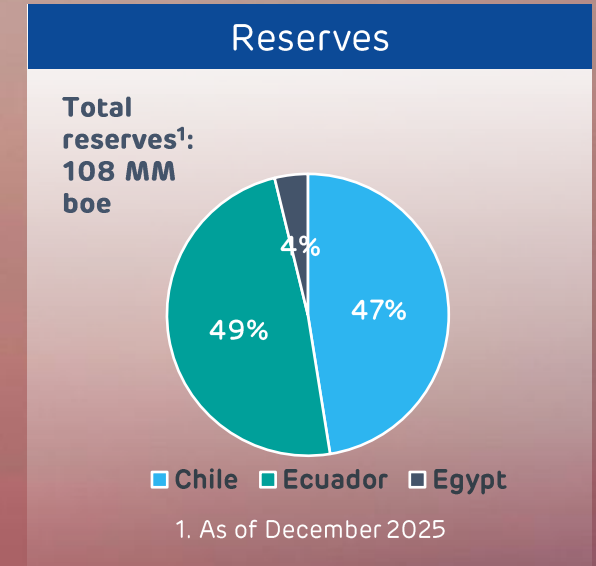 Reserves
Total
reserves¹:
108 MM
boe
4%
47%
49%
Chile Ecuador Egypt
1. As of December 2025